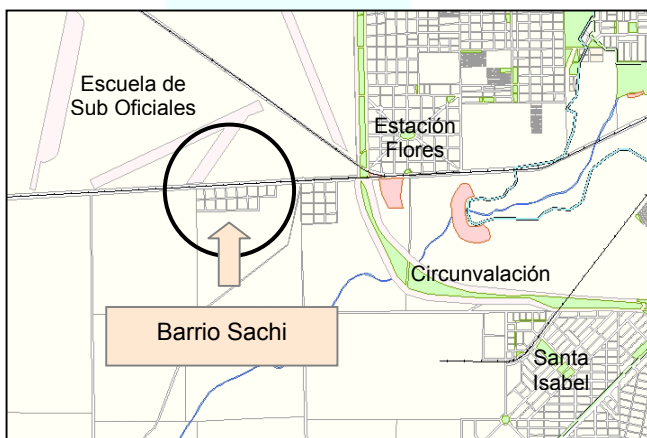 Escuela de
Sub Oficiales
Estación
Flores
Circunvalación
Barrio Sachi
Santa
Isabel